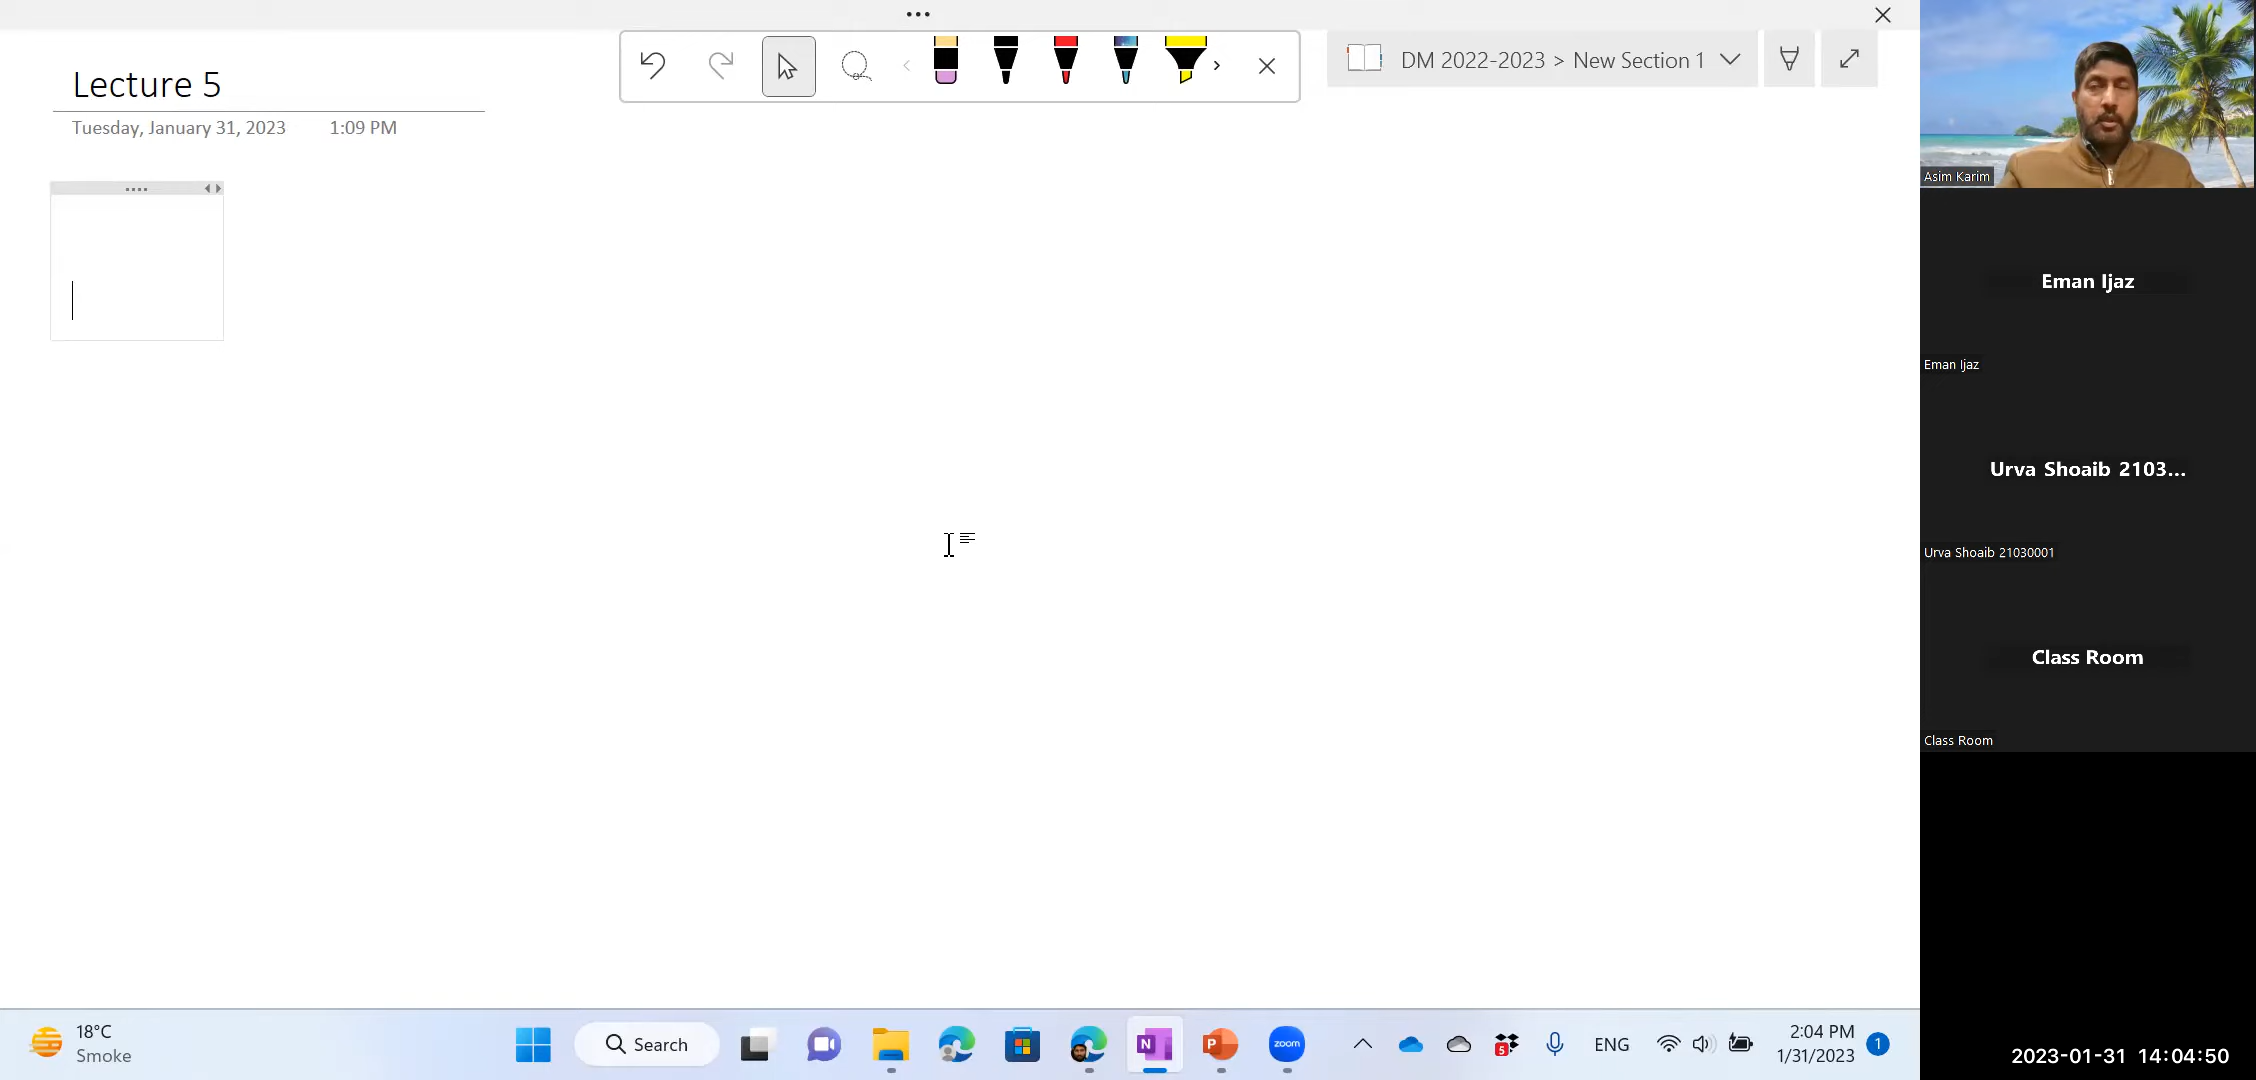 DM 2022-2023 > New Section 1
Lecture 5
Tuesday, January 31, 2023 1:09 PM
Asim Karim
Eman Ijaz
Eman Ijaz
Urva Shoaib 2103...
Urva Shoaib 21030001
Class Room
Class Room
18°C
Smoke
Search
N
P
zoom
5
ENG
2:04 PM
1/31/2023
1
2023-01-31 14:04:50